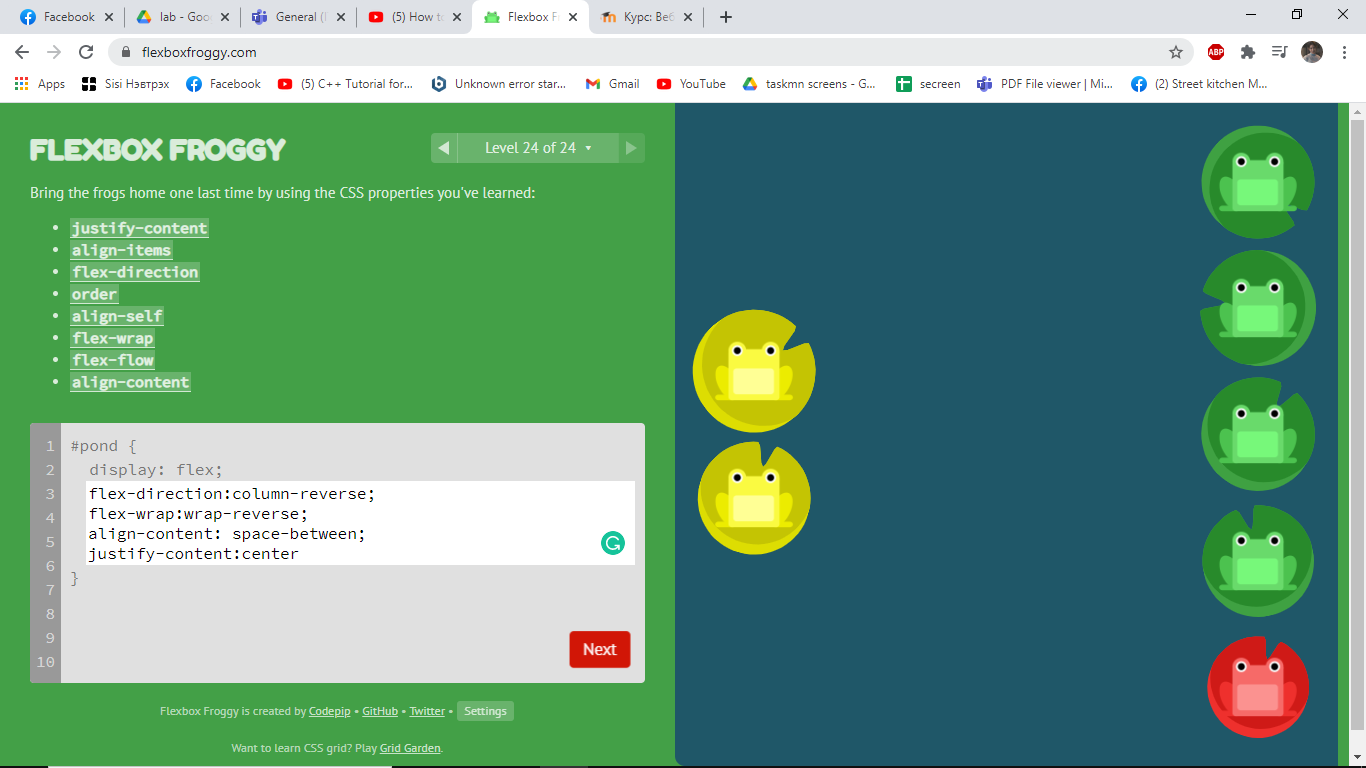 Facebook
lab - Goo
General (
(5) How t
Flexbox F
Курс: Веб
flexboxfroggy.com
ABP
Apps
Sisi Нэвтрэх
Facebook
(5) C++ Tutorial for...
Unknown error star...
Gmail
YouTube
taskmn screens - G...
secreen
PDF File viewer | Mi...
(2) Street kitchen M...
FLEXBOX FROGGY
Level 24 of 24
Bring the frogs home one last time by using the CSS properties you've learned:
justify-content
align-items
flex-direction
order
align-self
flex-wrap
flex-flow
align-content
1 #pond {
2 display: flex;
3 flex-direction:column-reverse;
4 flex-wrap:wrap-reverse;
5 align-content: space-between;
6 justify-content:center
7 }
8
9
10
Next
Flexbox Froggy is created by Codepip • GitHub • Twitter • Settings
Want to learn CSS grid? Play Grid Garden.